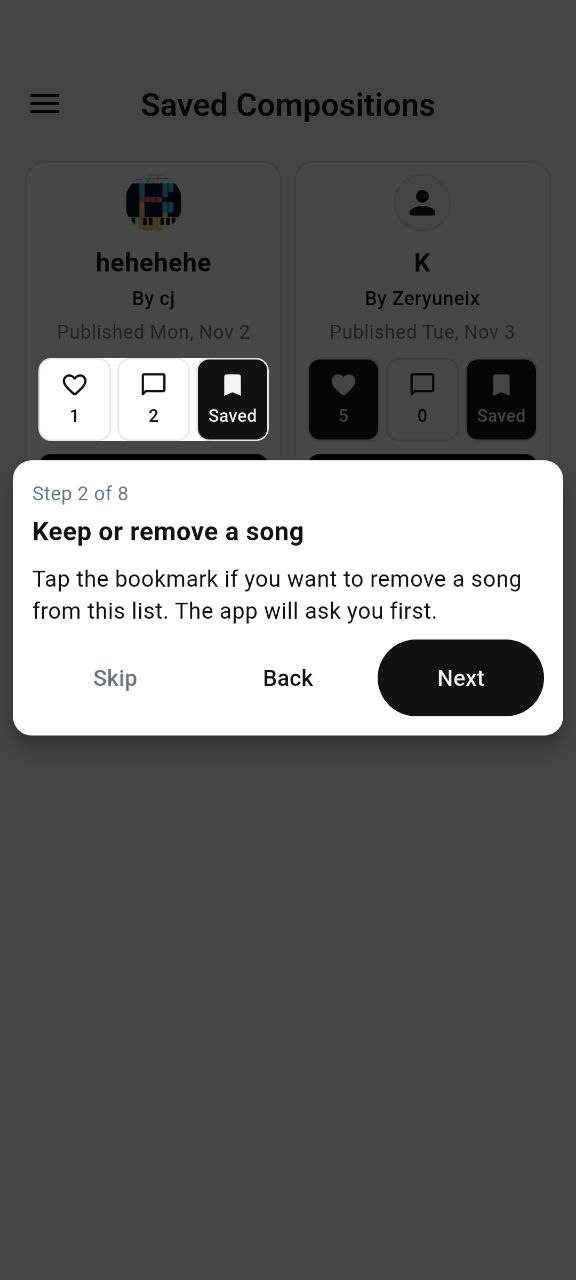 Saved Compositions
hehehehe
By cj
Published Mon, Nov 2
1
2
Saved
K
By Zeryuneix
Published Tue, Nov 3
5
0
Saved
Step 2 of 8
Keep or remove a song
Tap the bookmark if you want to remove a song
from this list. The app will ask you first.
Skip
Back
Next